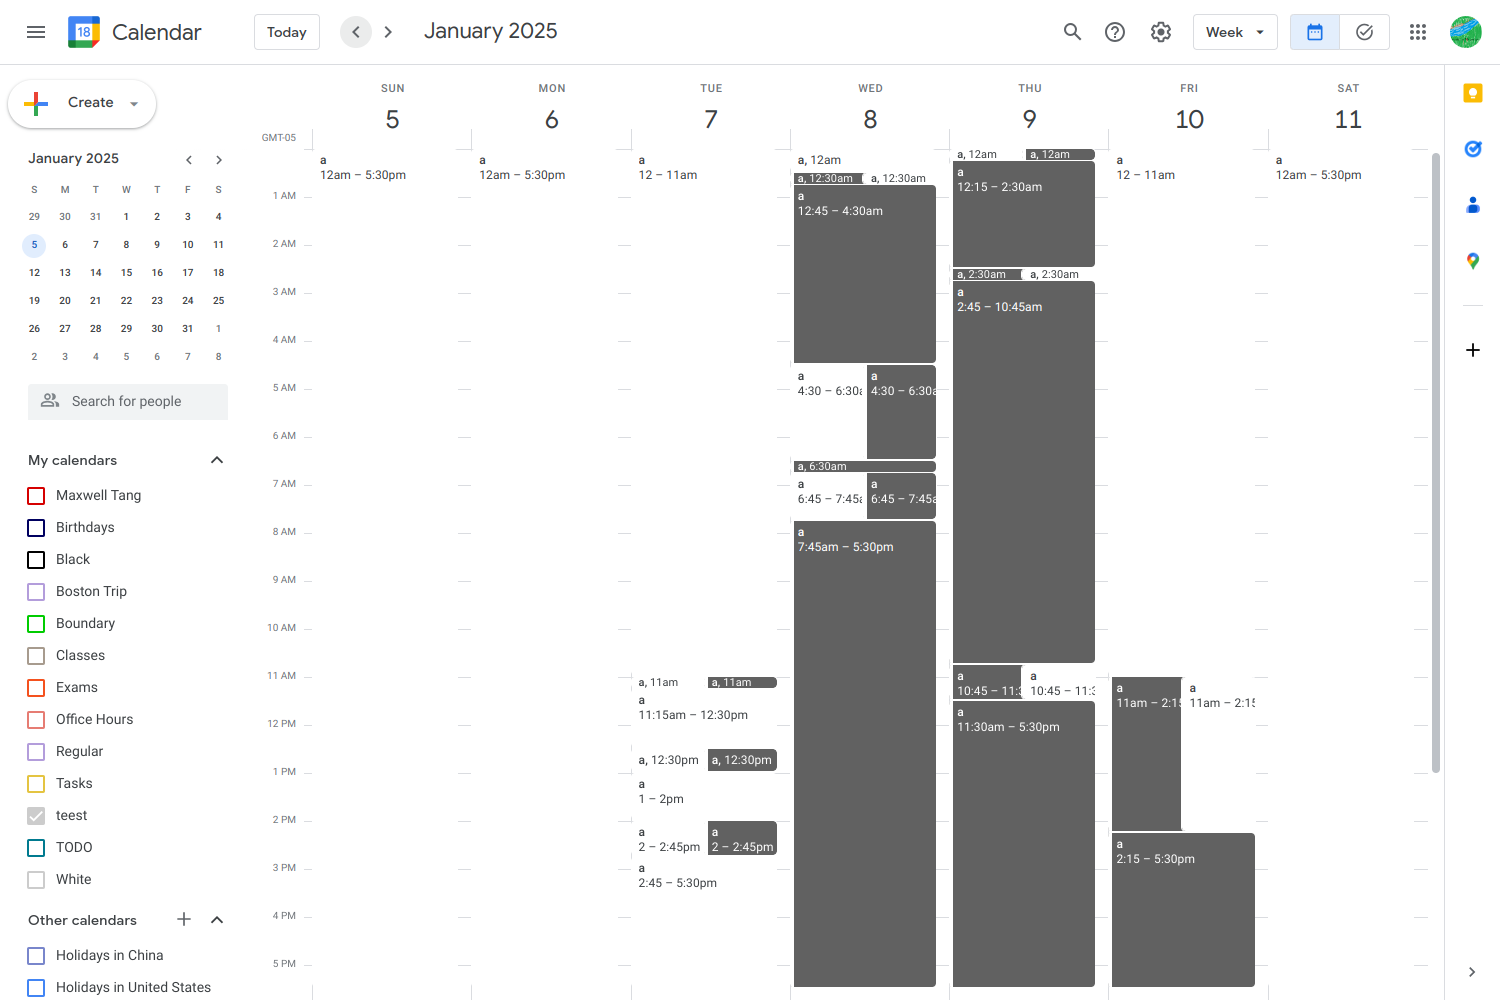 18 Calendar Today January 2025 Week
Create
SUN MON TUE WED THU FRI SAT
5 6 7 8 9 10 11
GMT-05
January 2025
S M T W T F S
29 30 31 1 2 3 4
5 6 7 8 9 10 11
12 13 14 15 16 17 18
19 20 21 22 23 24 25
26 27 28 29 30 31 1
2 3 4 5 6 7 8
Search for people
My calendars
Maxwell Tang
Birthdays
Black
Boston Trip
Boundary
Classes
Exams
Office Hours
Regular
Tasks
teest
TODO
White
Other calendars
Holidays in China
Holidays in United States
1 AM
2 AM
3 AM
4 AM
5 AM
6 AM
7 AM
8 AM
9 AM
10 AM
11 AM
12 PM
1 PM
2 PM
3 PM
4 PM
5 PM
a
12am – 5:30pm
a
12am – 5:30pm
a
12 – 11am
a, 11am
a, 11am
a
11:15am – 12:30pm
a, 12:30pm
a, 12:30pm
a
1 – 2pm
a
2 – 2:45pm
a
2 – 2:45pm
a
2:45 – 5:30pm
a, 12am
a, 12:30am
a, 12:30am
a
12:45 – 4:30am
a
4:30 – 6:30a
a
4:30 – 6:30a
a, 6:30am
a
6:45 – 7:45a
a
6:45 – 7:45a
a
7:45am – 5:30pm
a, 12am
a, 12am
a
12:15 – 2:30am
a, 2:30am
a, 2:30am
a
2:45 – 10:45am
a
10:45 – 11:3
a
10:45 – 11:3
a
11:30am – 5:30pm
a
12 – 11am
a
11am – 2:15
a
11am – 2:15
a
2:15 – 5:30pm
a
12am – 5:30pm